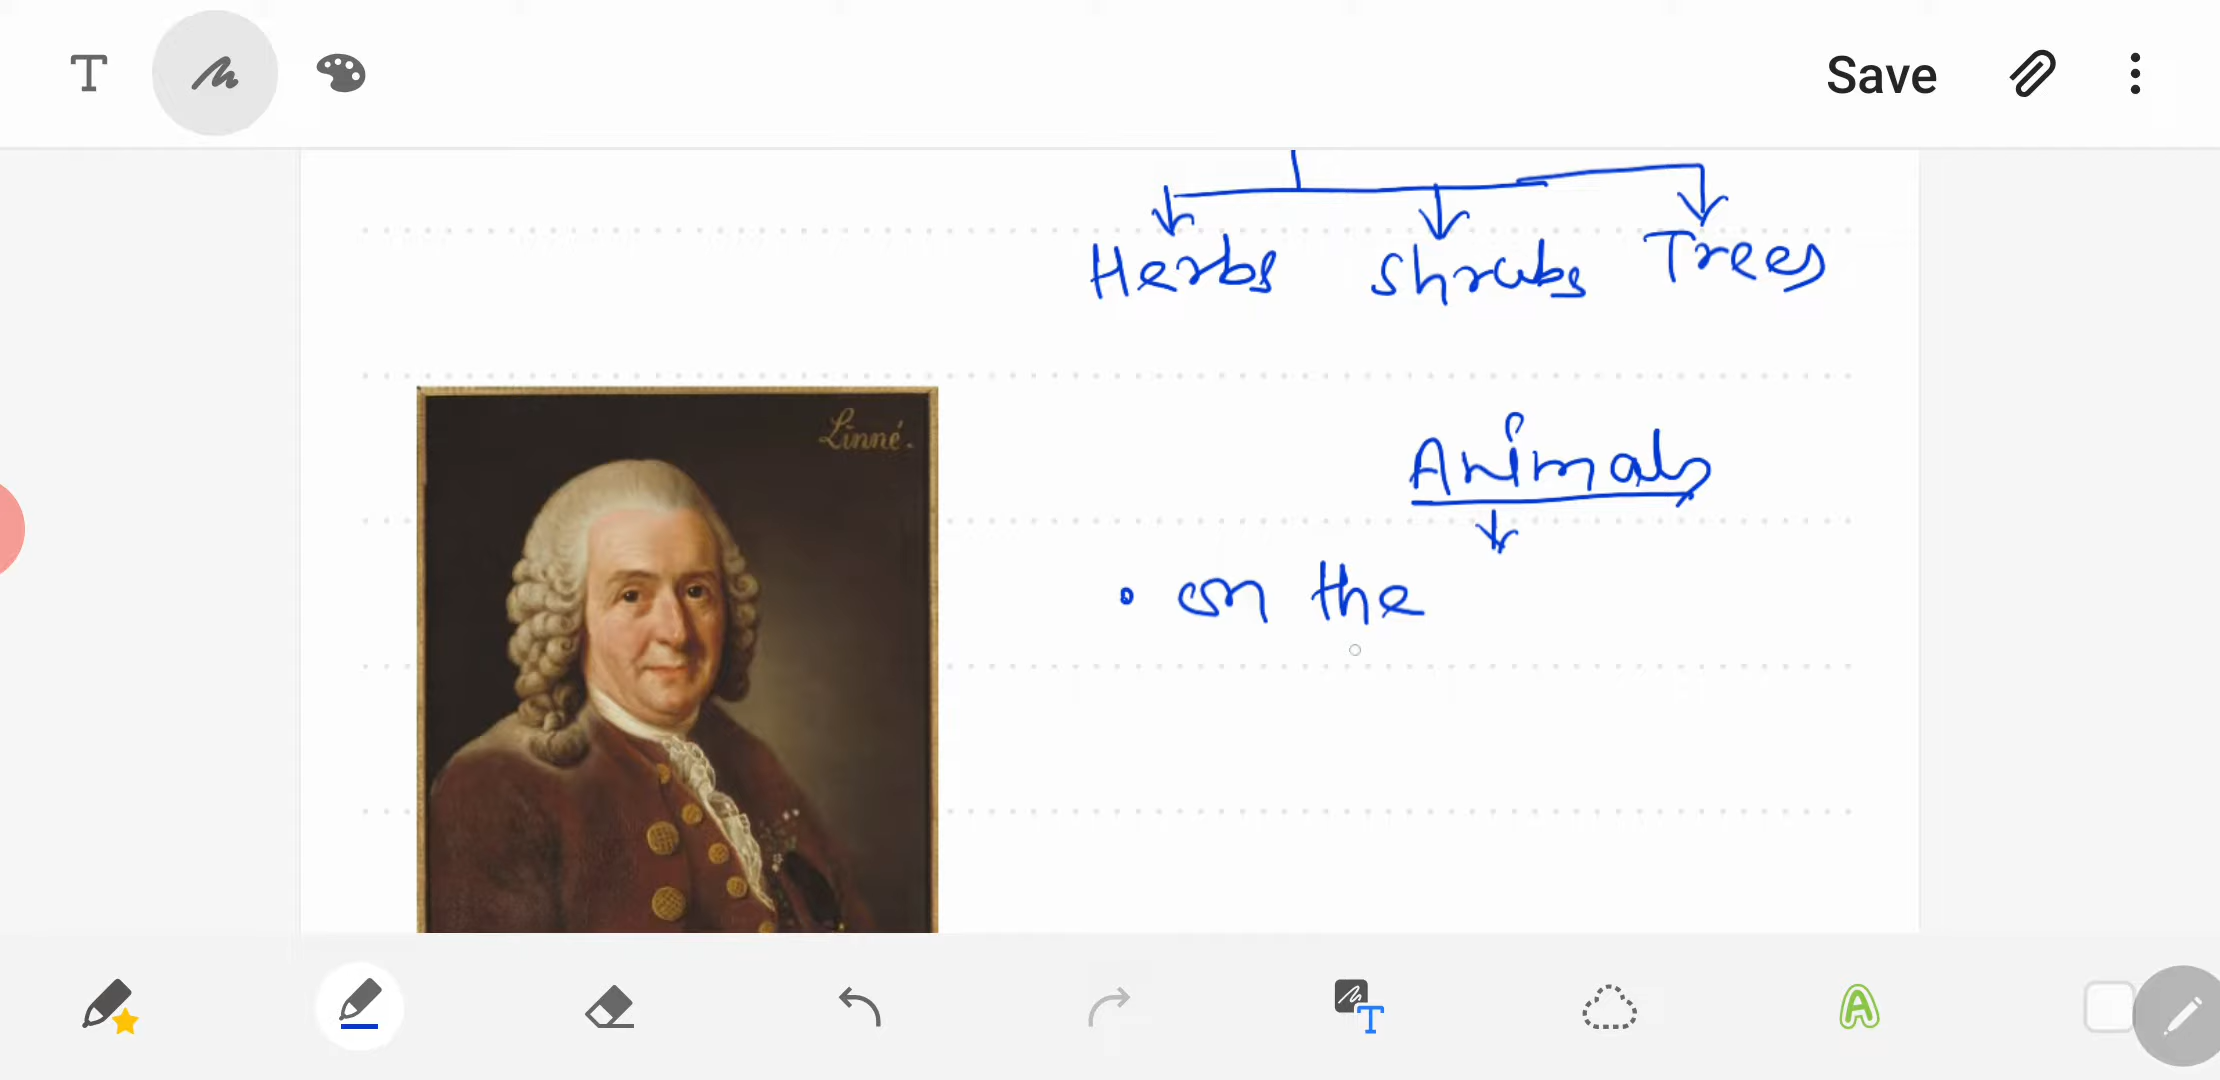 T
Save
Herbs Shrubs Trees
Linné.
Animals
• on the
T
A